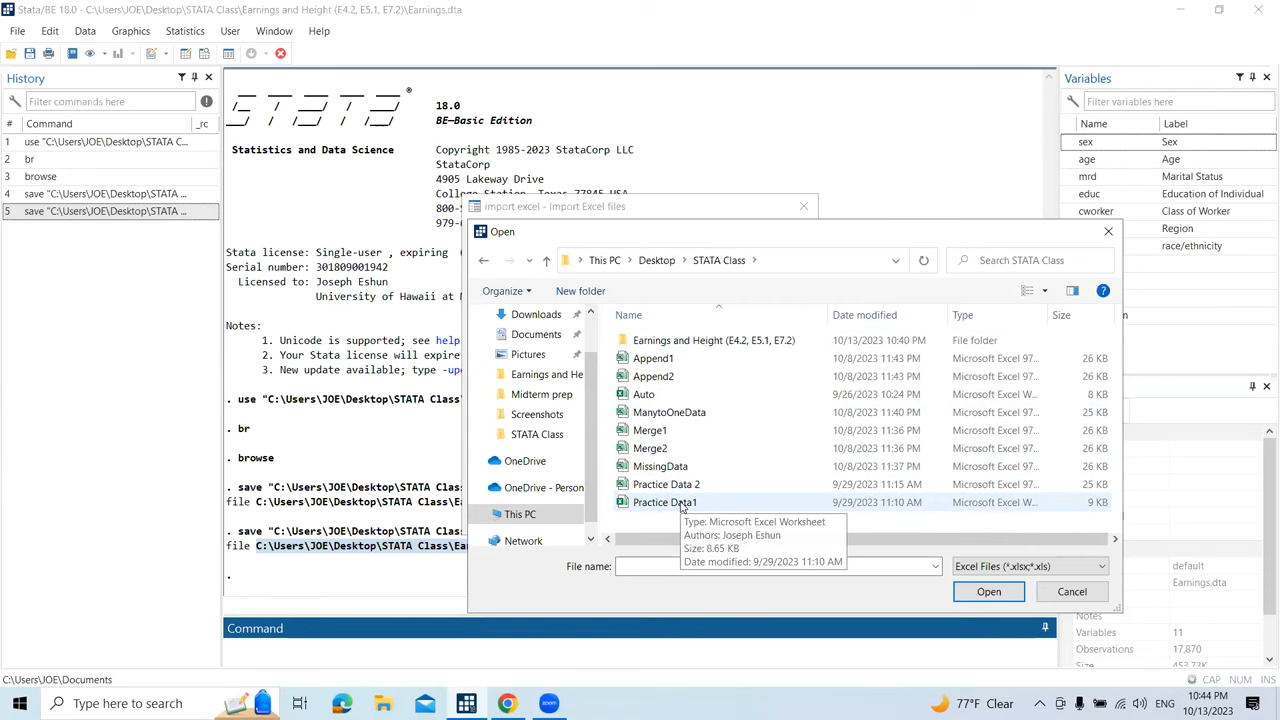 Stata/BE 18.0 - C:\Users\JOE\Desktop\STATA Class\Earnings and Height (E4.2, E5.1, E7.2)\Earnings.dta
File Edit Data Graphics Statistics User Window Help
History
Filter commands here
# Command _rc
1 use "C:\Users\JOE\Desktop\STATA C...
2 br
3 browse
4 save "C:\Users\JOE\Desktop\STATA ...
5 save "C:\Users\JOE\Desktop\STATA ...
® 
18.0
BE—Basic Edition
Statistics and Data Science
Copyright 1985-2023 StataCorp LLC
StataCorp
4905 Lakeway Drive
College Station, Texas 77845 USA
800-
979-
Stata license: Single-user , expiring
Serial number: 301809001942
Licensed to: Joseph Eshun
University of Hawaii at M
Notes:
1. Unicode is supported; see help
2. Your Stata license will expire
3. New update available; type -up
. use "C:\Users\JOE\Desktop\STATA Class
. br
. browse
. save "C:\Users\JOE\Desktop\STATA Class\Ea
file C:\Users\JOE\Desktop\STATA Class\Ea
. save "C:\Users\JOE\Desktop\STATA Class\Ea
file C:\Users\JOE\Desktop\STATA Class\Ea
.
Command
import excel - Import Excel files
Open
This PC > Desktop > STATA Class >
Search STATA Class
Organize
New folder
Downloads
Documents
Pictures
Earnings and He
Midterm prep
Screenshots
STATA Class
OneDrive
OneDrive - Person
This PC
Network
Name Date modified Type Size
Earnings and Height (E4.2, E5.1, E7.2) 10/13/2023 10:40 PM File folder
Append1 10/8/2023 11:43 PM Microsoft Excel 97... 26 KB
Append2 10/8/2023 11:43 PM Microsoft Excel 97... 26 KB
Auto 9/26/2023 10:24 PM Microsoft Excel W... 8 KB
ManytoOneData 10/8/2023 11:40 PM Microsoft Excel 97... 25 KB
Merge1 10/8/2023 11:36 PM Microsoft Excel 97... 26 KB
Merge2 10/8/2023 11:36 PM Microsoft Excel 97... 26 KB
MissingData 10/8/2023 11:37 PM Microsoft Excel 97... 26 KB
Practice Data 2 9/29/2023 11:15 AM Microsoft Excel 97... 25 KB
Practice Data1 9/29/2023 11:10 AM Microsoft Excel W... 9 KB
Type: Microsoft Excel Worksheet
Authors: Joseph Eshun
Size: 8.65 KB
Date modified: 9/29/2023 11:10 AM
File name:
Excel Files (*.xlsx;*.xls)
Open
Cancel
Variables
Filter variables here
Name Label
sex Sex
age Age
mrd Marital Status
educ Education of Individual
cworker Class of Worker
Region
race/ethnicity
default
Earnings.dta
Notes
Variables 11
Observations 17,870
Size 453.73K
C:\Users\JOE\Documents
CAP NUM INS
Type here to search
77°F Clear
ENG
10:44 PM
10/13/2023